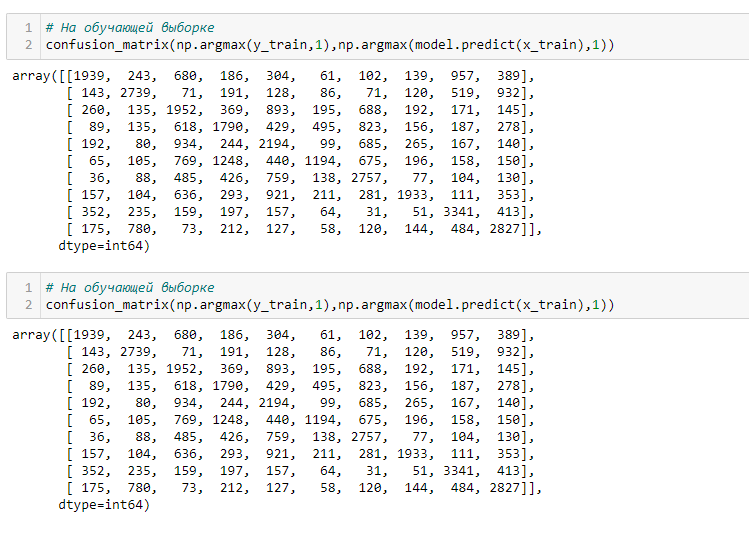 1 # На обучающей выборке
2 confusion_matrix(np.argmax(y_train,1),np.argmax(model.predict(x_train),1))
array([[1939, 243, 680, 186, 304, 61, 102, 139, 957, 389],
[ 143, 2739, 71, 191, 128, 86, 71, 120, 519, 932],
[ 260, 135, 1952, 369, 893, 195, 688, 192, 171, 145],
[ 89, 135, 618, 1790, 429, 495, 823, 156, 187, 278],
[ 192, 80, 934, 244, 2194, 99, 685, 265, 167, 140],
[ 65, 105, 769, 1248, 440, 1194, 675, 196, 158, 150],
[ 36, 88, 485, 426, 759, 138, 2757, 77, 104, 130],
[ 157, 104, 636, 293, 921, 211, 281, 1933, 111, 353],
[ 352, 235, 159, 197, 157, 64, 31, 51, 3341, 413],
[ 175, 780, 73, 212, 127, 58, 120, 144, 484, 2827]],
dtype=int64)
1 # На обучающей выборке
2 confusion_matrix(np.argmax(y_train,1),np.argmax(model.predict(x_train),1))
array([[1939, 243, 680, 186, 304, 61, 102, 139, 957, 389],
[ 143, 2739, 71, 191, 128, 86, 71, 120, 519, 932],
[ 260, 135, 1952, 369, 893, 195, 688, 192, 171, 145],
[ 89, 135, 618, 1790, 429, 495, 823, 156, 187, 278],
[ 192, 80, 934, 244, 2194, 99, 685, 265, 167, 140],
[ 65, 105, 769, 1248, 440, 1194, 675, 196, 158, 150],
[ 36, 88, 485, 426, 759, 138, 2757, 77, 104, 130],
[ 157, 104, 636, 293, 921, 211, 281, 1933, 111, 353],
[ 352, 235, 159, 197, 157, 64, 31, 51, 3341, 413],
[ 175, 780, 73, 212, 127, 58, 120, 144, 484, 2827]],
dtype=int64)